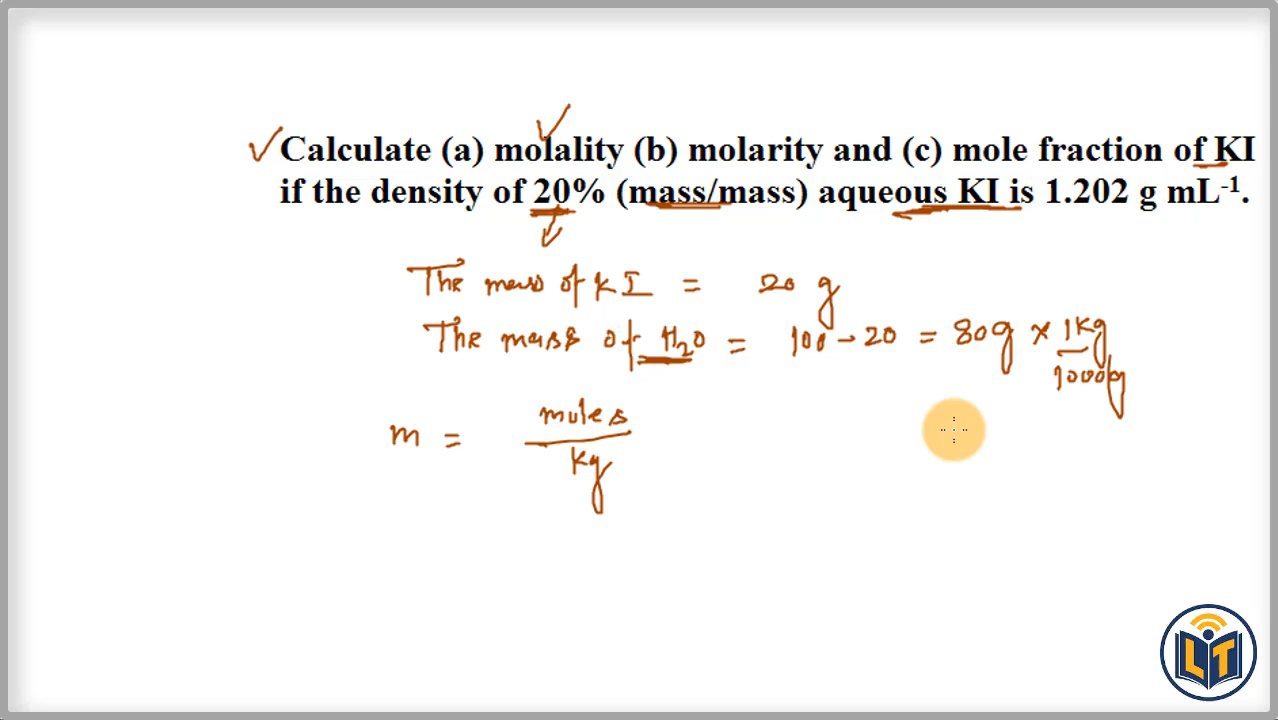 Calculate (a) molality (b) molarity and (c) mole fraction of KI
if the density of 20% (mass/mass) aqueous KI is 1.202 g mL⁻¹.
The mass of KI = 20 g
The mass of H₂O = 100 - 20 = 80g × 1kg/1000g
m = moles/kg
LT